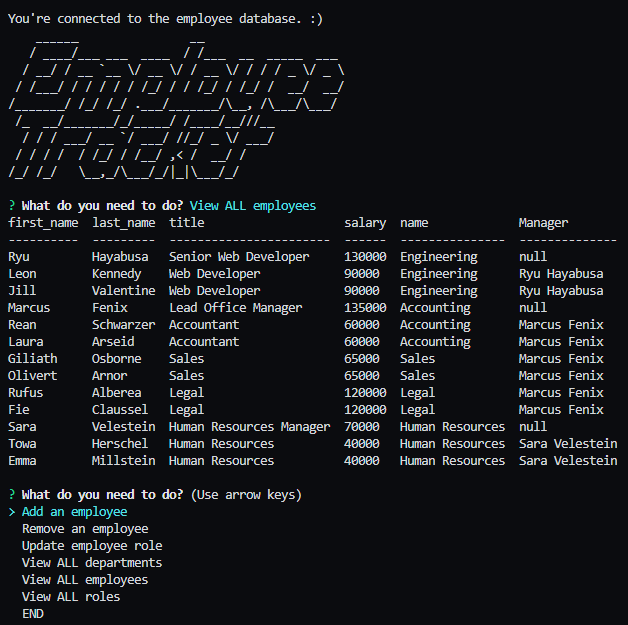 You're connected to the employee database. :)
Employee
Tracker
? What do you need to do? View ALL employees
first_name  last_name  title                    salary  name             Manager
----------  ---------  -----------------------  ------  ---------------  --------------
Ryu         Hayabusa   Senior Web Developer     130000  Engineering      null
Leon        Kennedy    Web Developer            90000   Engineering      Ryu Hayabusa
Jill        Valentine  Web Developer            90000   Engineering      Ryu Hayabusa
Marcus      Fenix      Lead Office Manager      135000  Accounting       null
Rean        Schwarzer  Accountant               60000   Accounting       Marcus Fenix
Laura       Arseid     Accountant               60000   Accounting       Marcus Fenix
Giliath     Osborne    Sales                    65000   Sales            Marcus Fenix
Olivert     Arnor      Sales                    65000   Sales            Marcus Fenix
Rufus       Alberea    Legal                    120000  Legal            Marcus Fenix
Fie         Claussel   Legal                    120000  Legal            Marcus Fenix
Sara        Velestein  Human Resources Manager  70000   Human Resources  null
Towa        Herschel   Human Resources          40000   Human Resources  Sara Velestein
Emma        Millstein  Human Resources          40000   Human Resources  Sara Velestein
? What do you need to do? (Use arrow keys)
> Add an employee
Remove an employee
Update employee role
View ALL departments
View ALL employees
View ALL roles
END